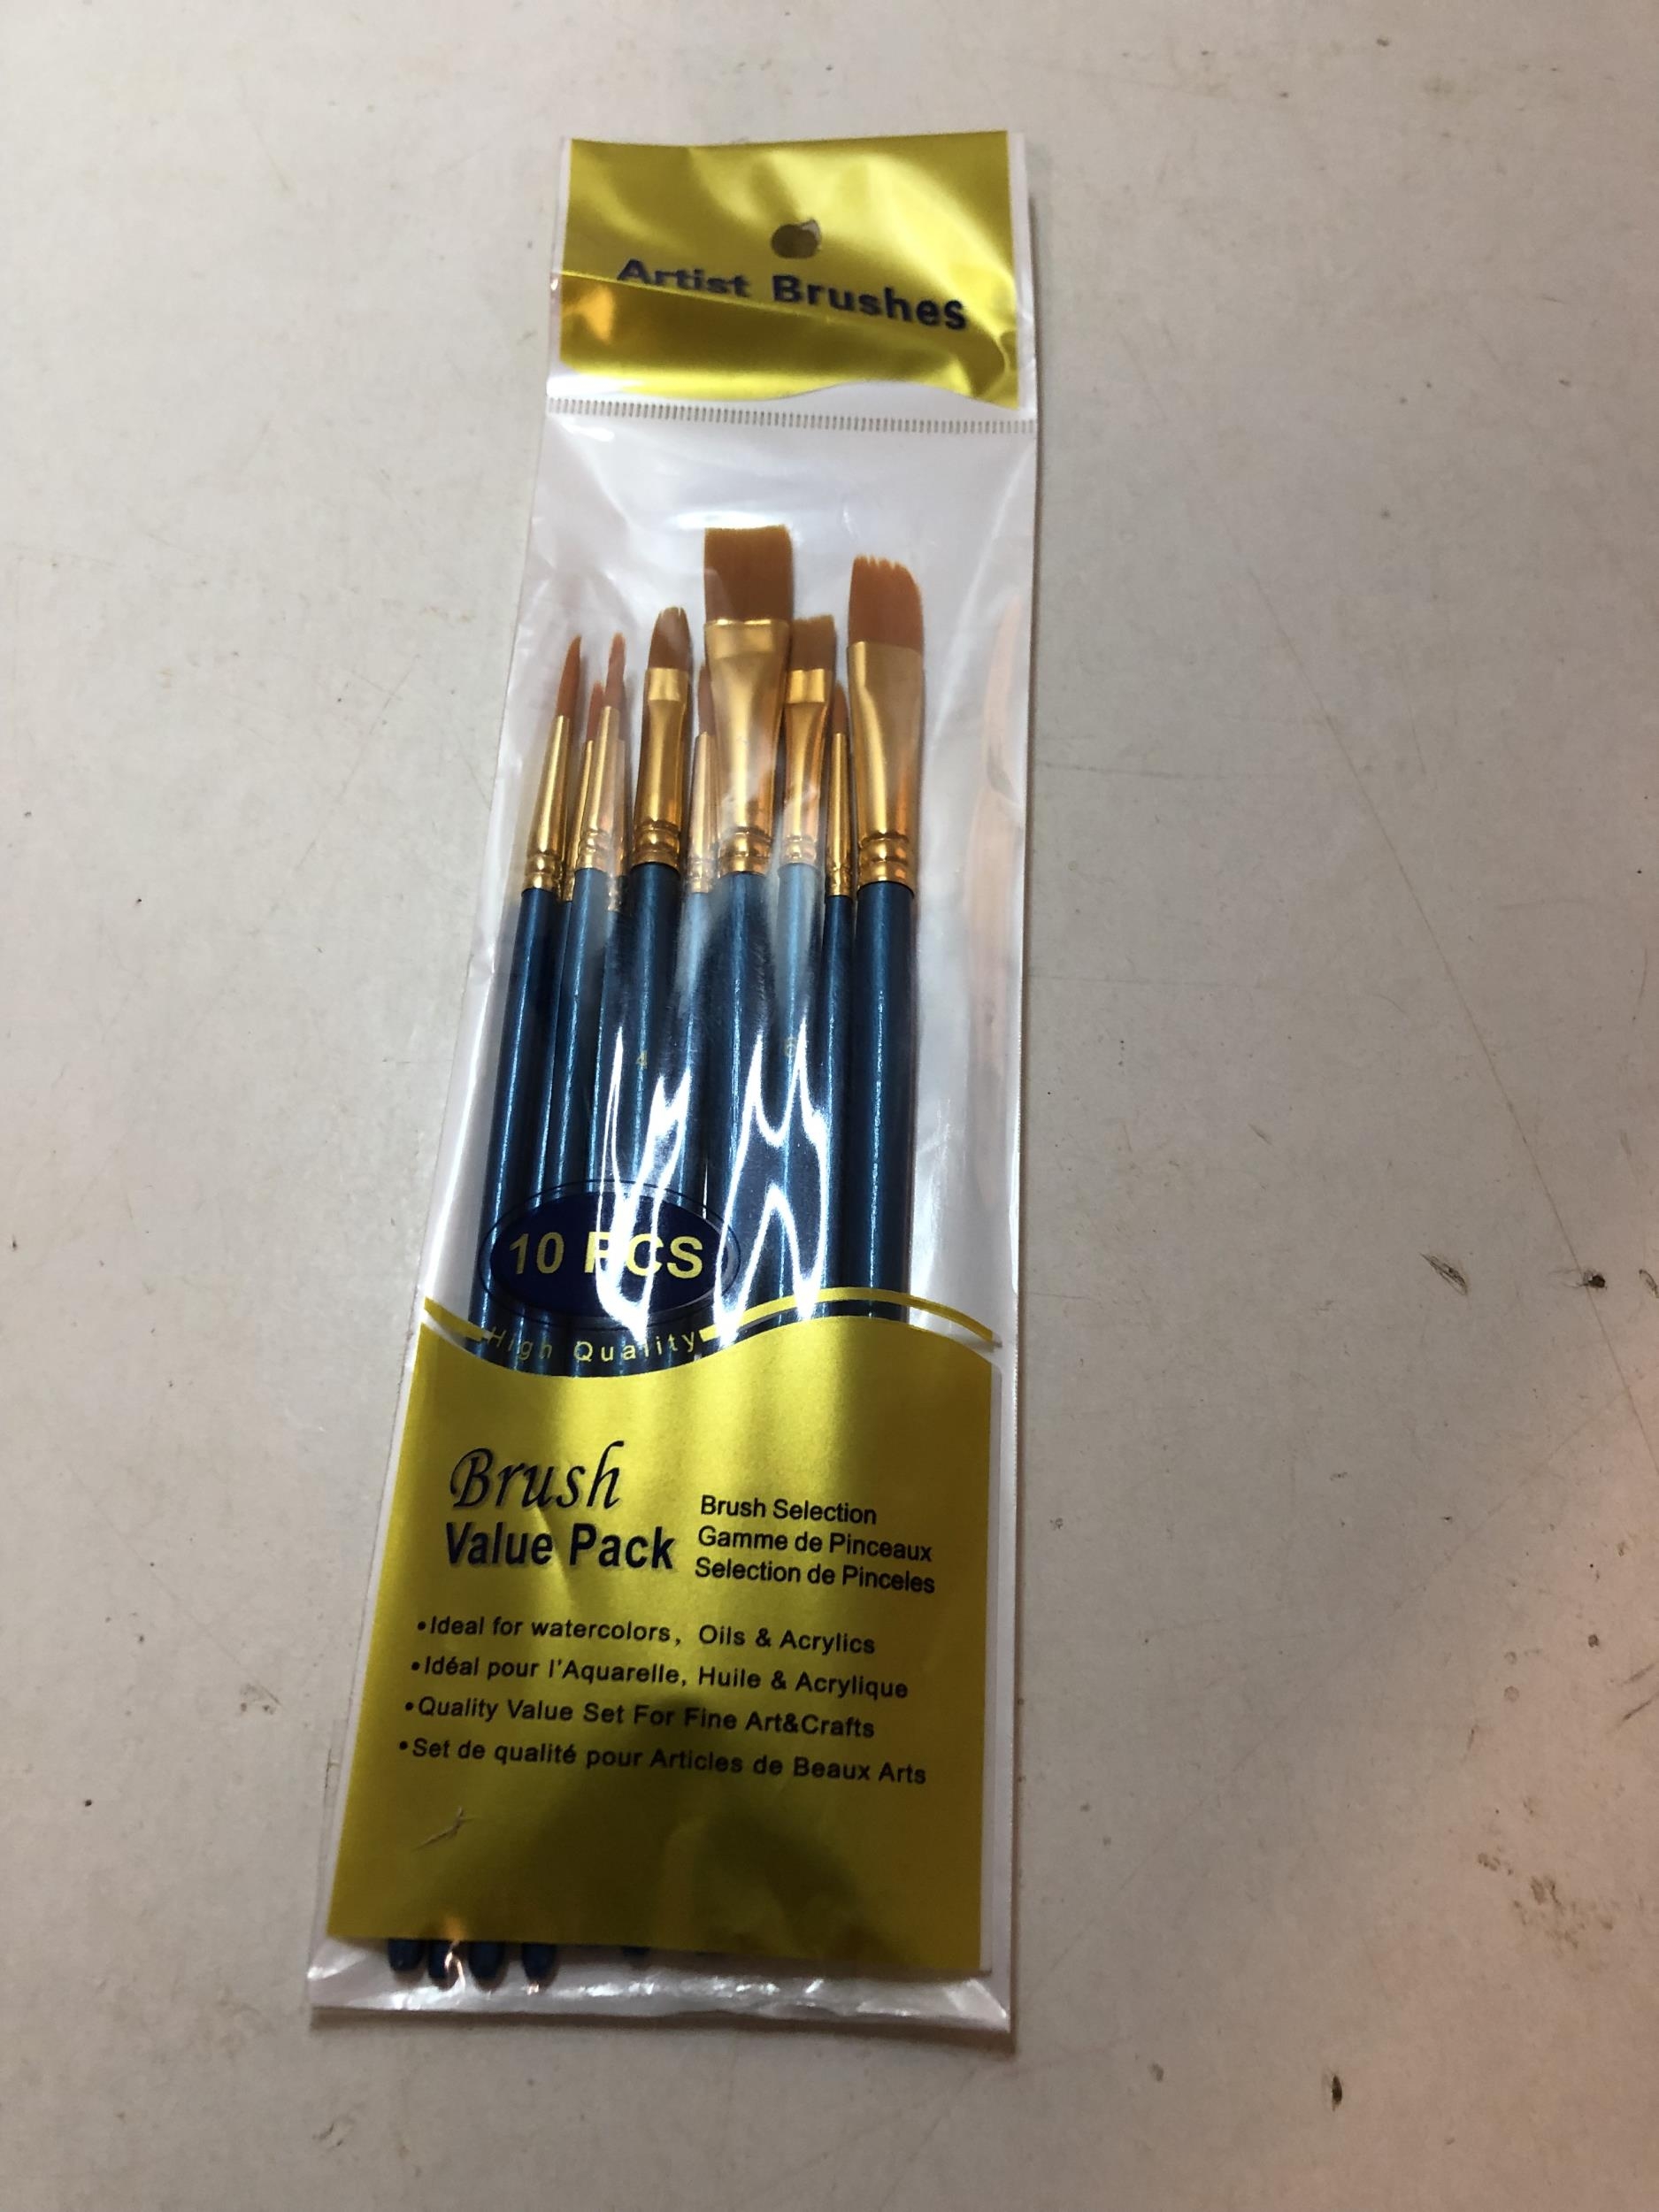 Artist Brushes
4
6
10 PCS
High Quality
Brush
Value Pack
Brush Selection
Gamme de Pinceaux
Selection de Pinceles
•Ideal for watercolors, Oils & Acrylics
•Idéal pour l'Aquarelle, Huile & Acrylique
•Quality Value Set For Fine Art&Crafts
•Set de qualité pour Articles de Beaux Arts